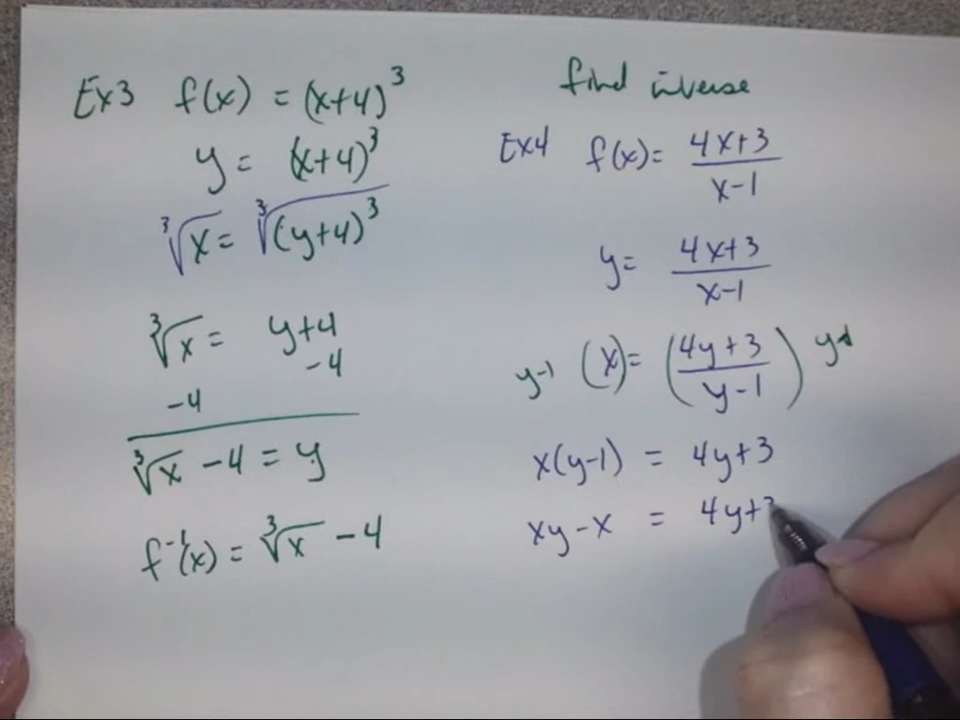 Ex3 f(x) = (x+4)³
y = (x+4)³
∛x = ∛(y+4)³
∛x = y+4
-4
-4
∛x - 4 = y
f⁻¹(x) = ∛x - 4
find inverse
Ex4 f(x) = (4x+3)/(x-1)
y = (4x+3)/(x-1)
y-1 (x) = ((4y+3)/(y-1)) y-1
x(y-1) = 4y+3
xy-x = 4y+3